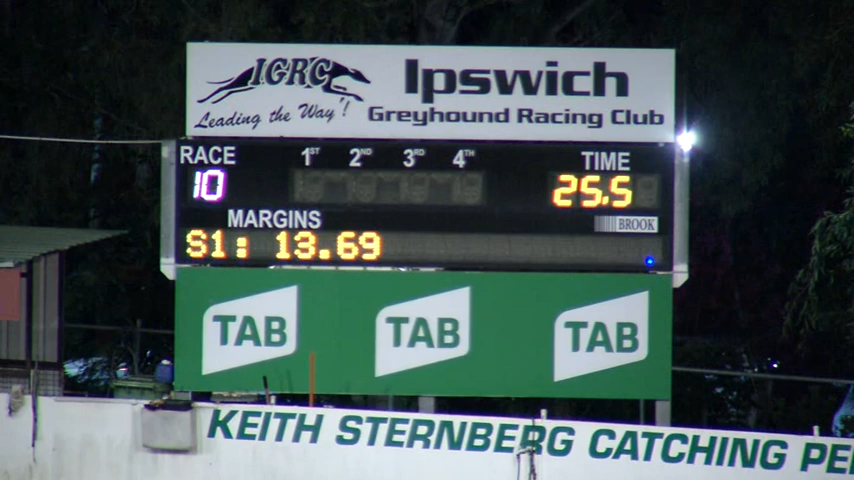 IGRC
Leading the Way!
Ipswich
Greyhound Racing Club
RACE 1ST 2ND 3RD 4TH TIME
10 25.5
MARGINS BROOK
S1: 13.69
TAB TAB TAB
KEITH STERNBERG CATCHING PE